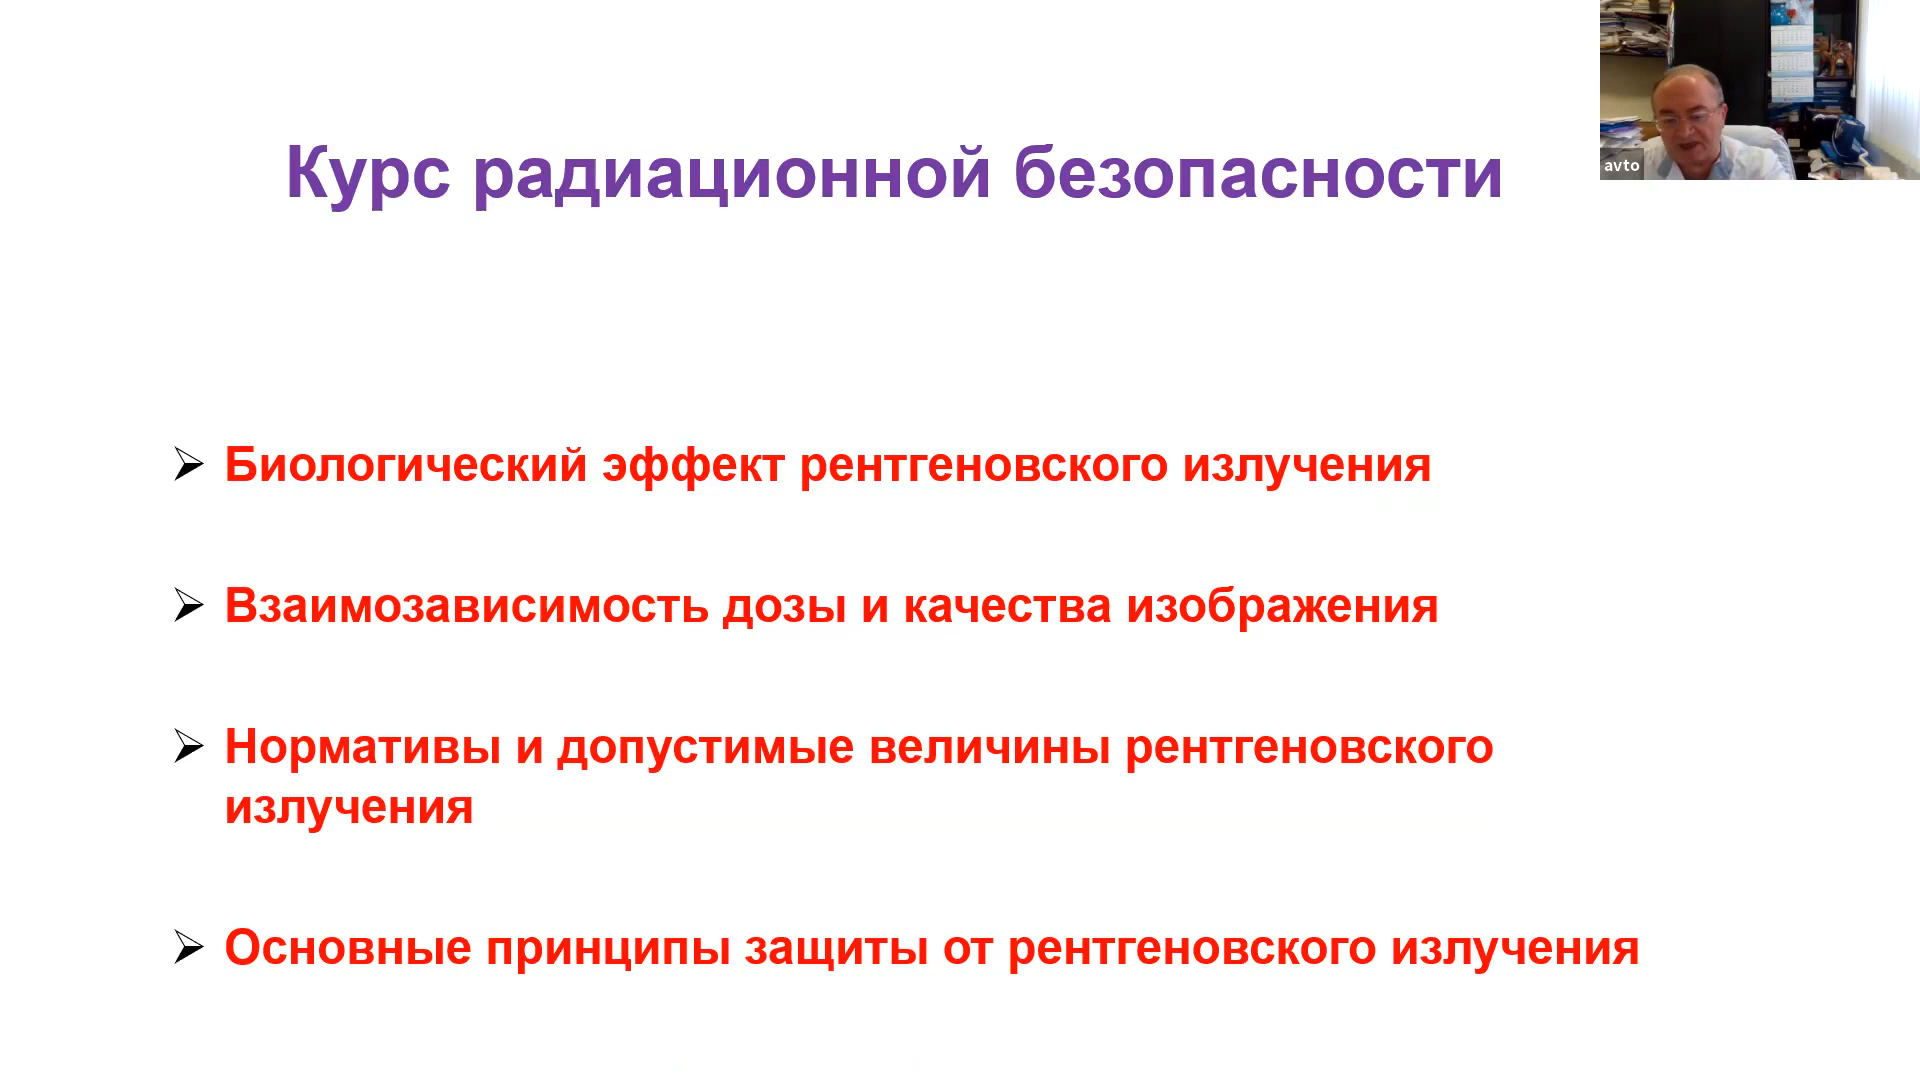 Курс радиационной безопасности
avto
Биологический эффект рентгеновского излучения
Взаимозависимость дозы и качества изображения
Нормативы и допустимые величины рентгеновского
излучения
Основные принципы защиты от рентгеновского излучения